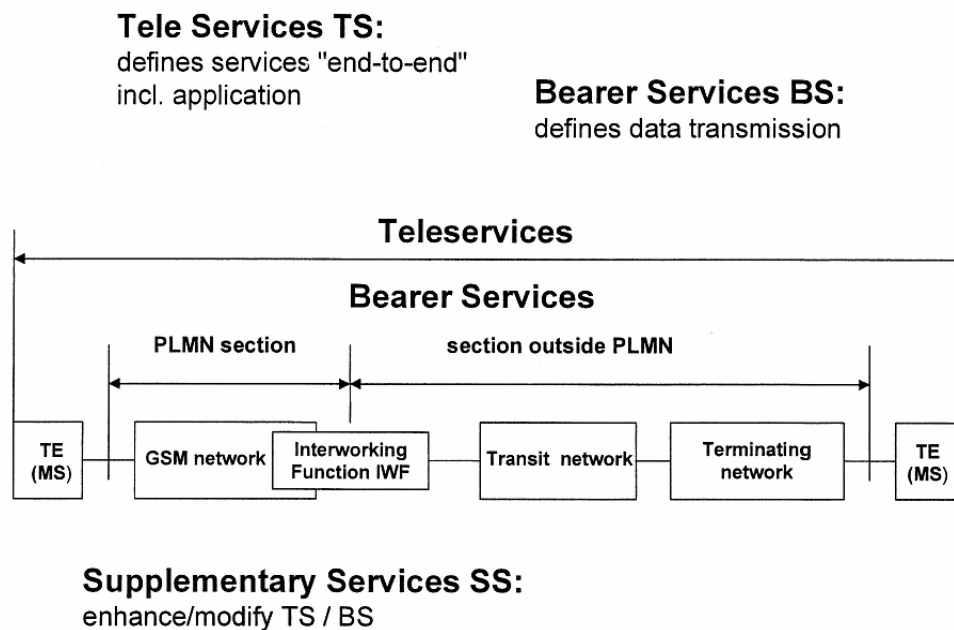 Tele Services TS:
defines services "end-to-end"
incl. application
Bearer Services BS:
defines data transmission
Teleservices
Bearer Services
PLMN section
section outside PLMN
TE
(MS)
GSM network
Interworking
Function IWF
Transit network
Terminating
network
TE
(MS)
Supplementary Services SS:
enhance/modify TS / BS